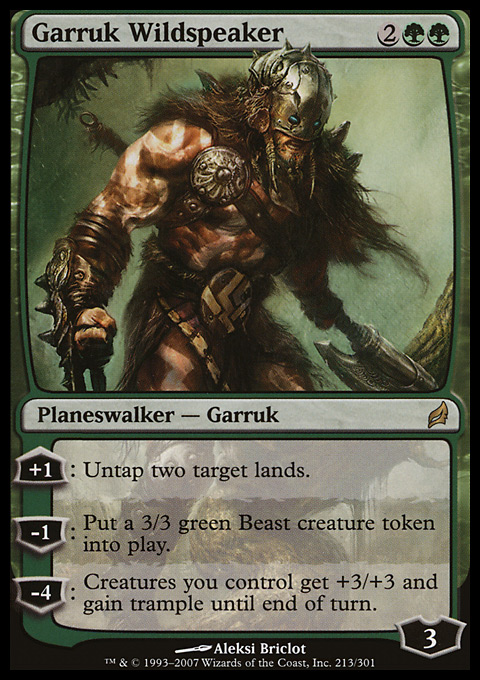 Garruk Wildspeaker 2
Planeswalker — Garruk
+1 : Untap two target lands.
-1 : Put a 3/3 green Beast creature token
into play.
-4 : Creatures you control get +3/+3 and
gain trample until end of turn.
3
Aleksi Briclot
™ & © 1993–2007 Wizards of the Coast, Inc. 213/301